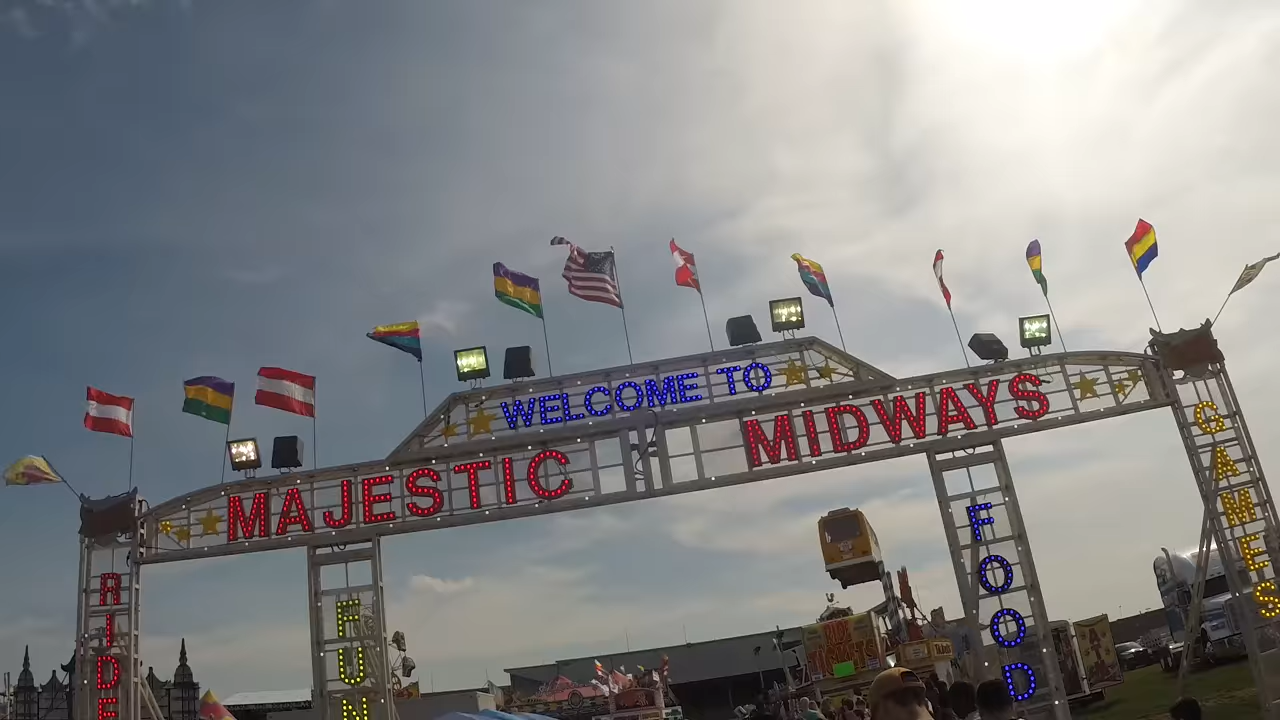 WELCOME TO
MAJESTIC MIDWAYS
RIDE
FUN
FOOD
GAMES